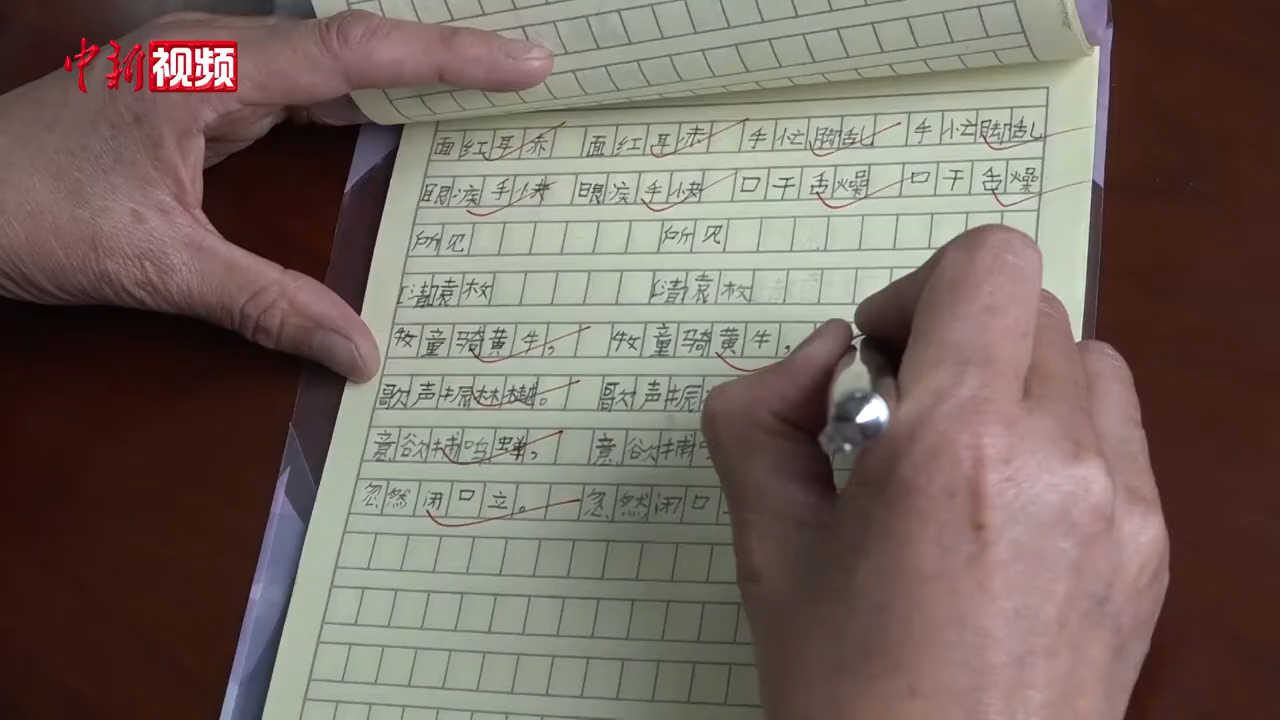 中新视频
面红耳赤 面红耳赤 手忙脚乱 手忙脚乱
眼疾手快 眼疾手快 口干舌燥 口干舌燥
所见 所见
[清]袁枚 [清]袁枚
牧童骑黄牛， 牧童骑黄牛，
歌声振林樾。 歌声振
意欲捕鸣蝉， 意欲捕鸣
忽然闭口立。 忽然闭口